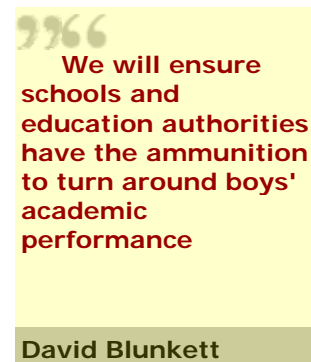 We will ensure
schools and
education authorities
have the ammunition
to turn around boys'
academic
performance
David Blunkett